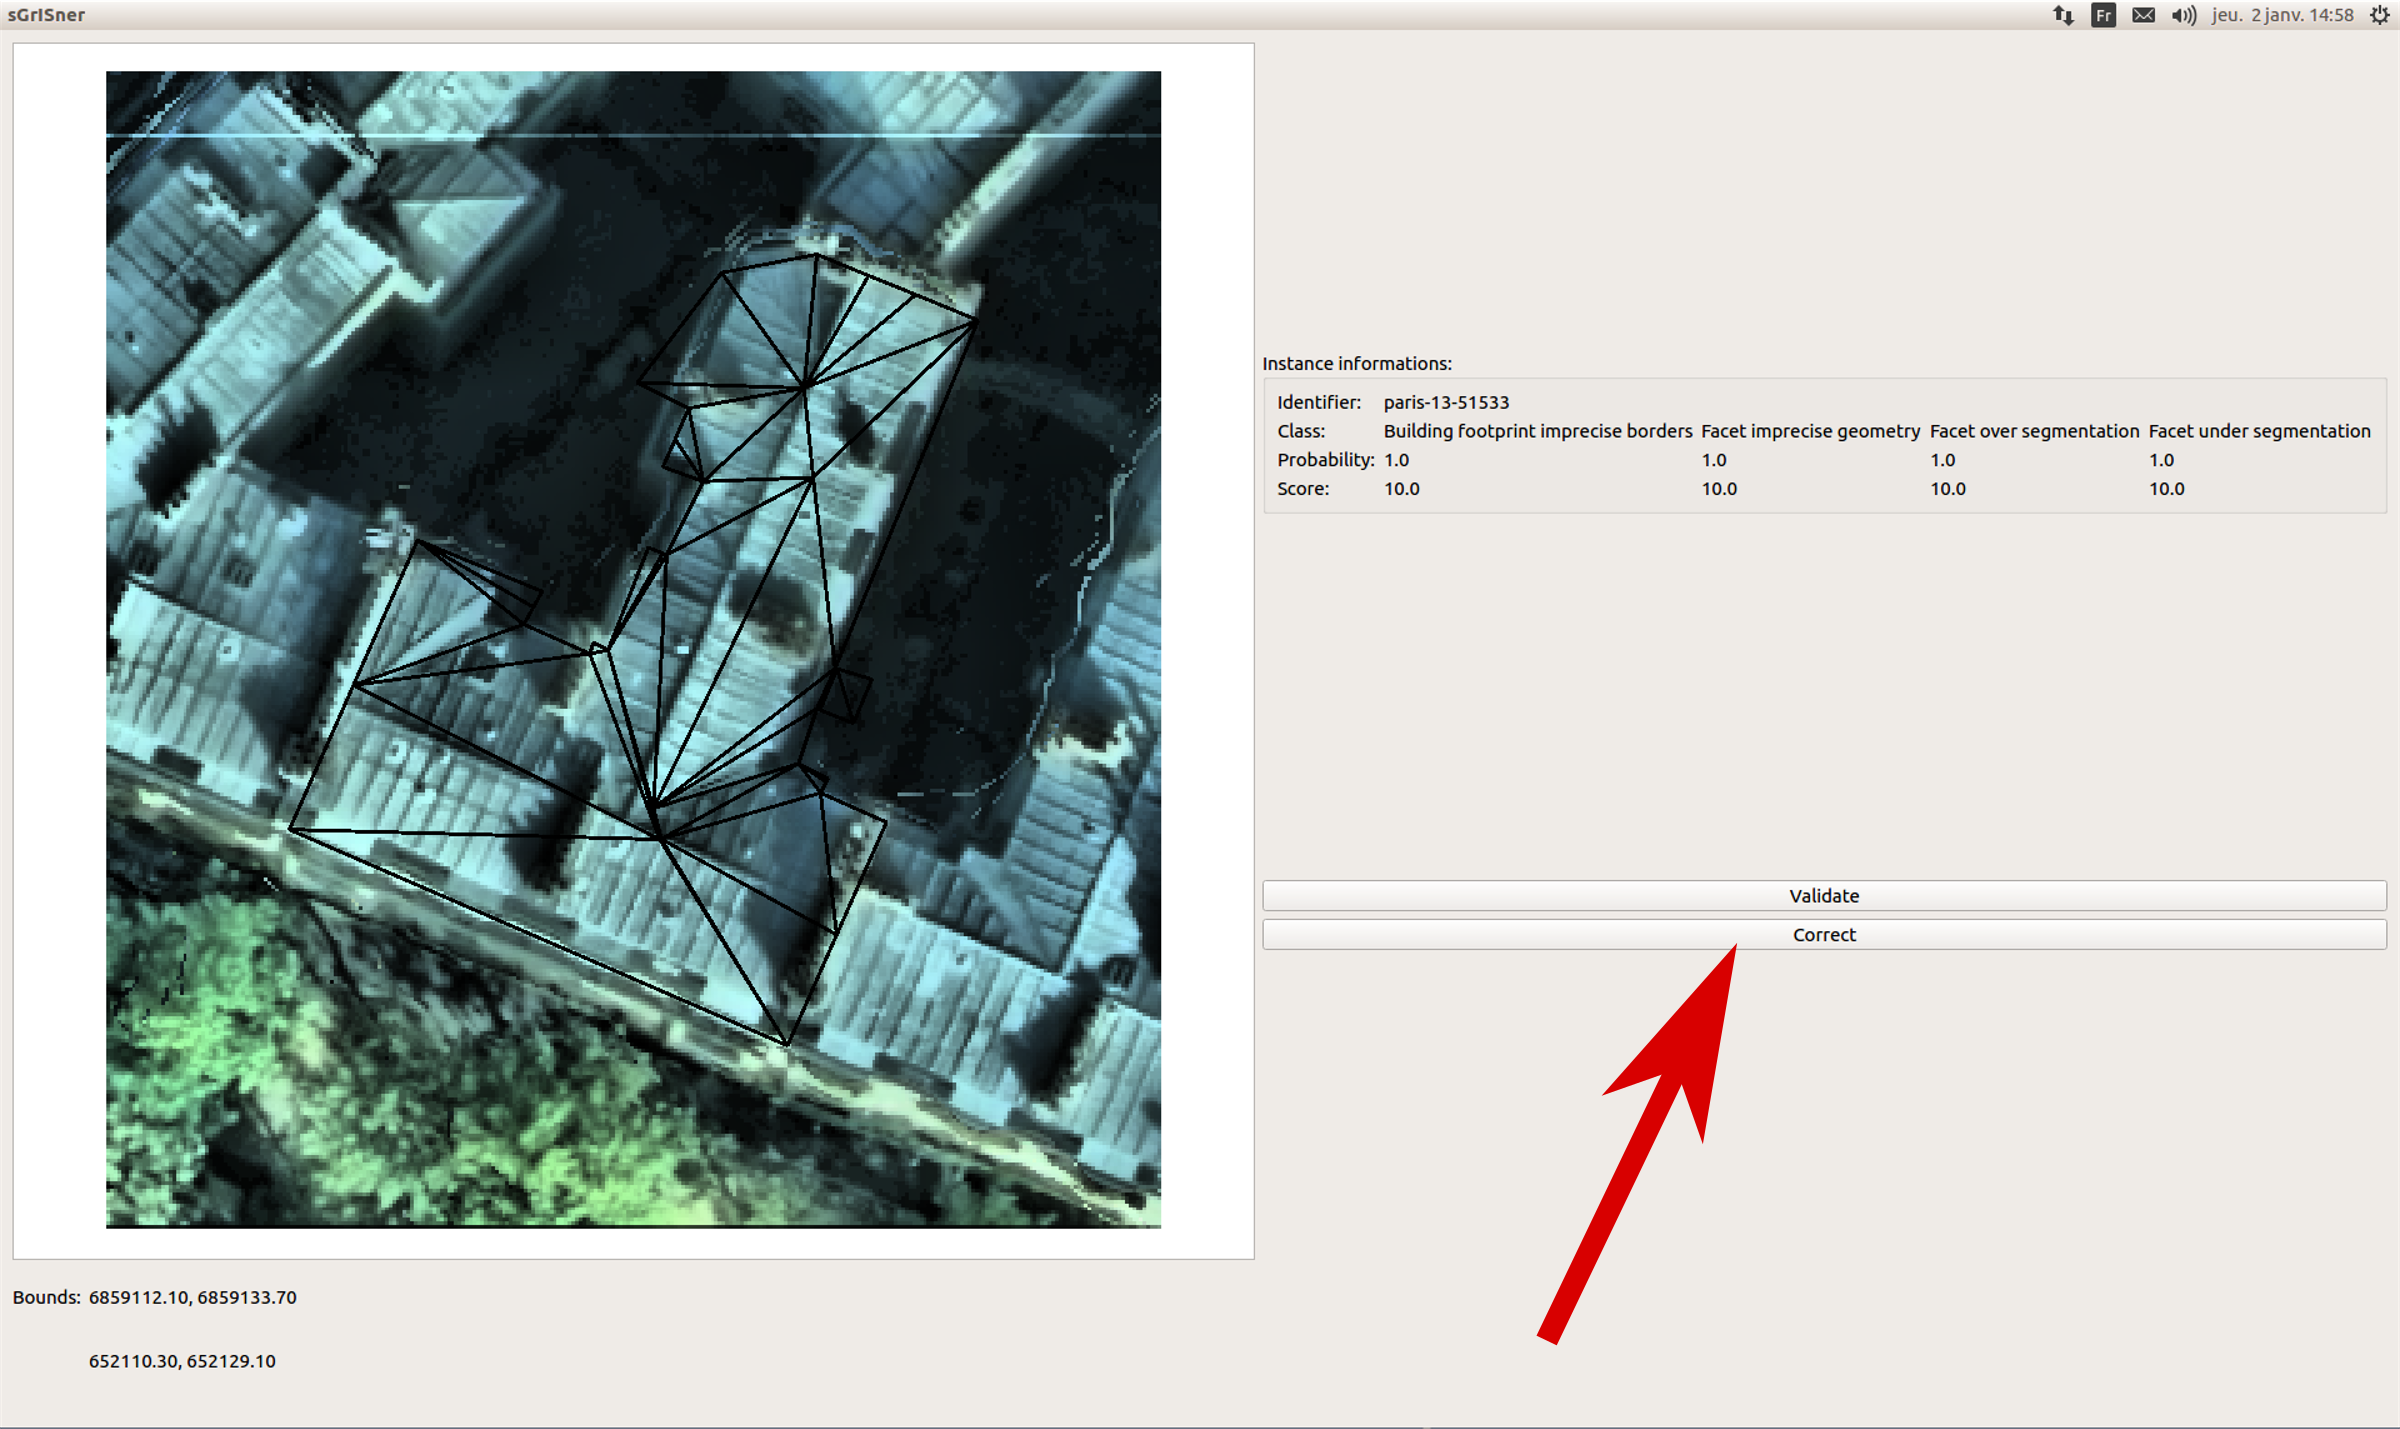 sGrISner
Fr jeu. 2 janv. 14:58
Instance informations:
Identifier: paris-13-51533
Class: Building footprint imprecise borders Facet imprecise geometry Facet over segmentation Facet under segmentation
Probability: 1.0 1.0 1.0 1.0
Score: 10.0 10.0 10.0 10.0
Validate
Correct
Bounds: 6859112.10, 6859133.70
652110.30, 652129.10